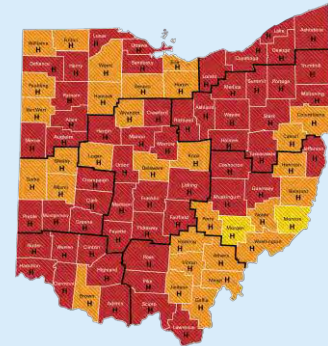 Williams
Fulton
Lucas
Ottawa
Lake
Ashtabula
Geauga
Cuyahoga
Trumbull
Defiance
Henry
Wood
Sandusky
Erie
Lorain
Medina
Summit
Portage
Mahoning
Paulding
Putnam
Hancock
Seneca
Huron
Ashland
Wayne
Stark
Columbiana
Van Wert
Allen
Wyandot
Crawford
Richland
Carroll
Mercer
Auglaize
Hardin
Marion
Morrow
Holmes
Jefferson
Shelby
Logan
Union
Delaware
Knox
Coshocton
Harrison
Darke
Miami
Champaign
Clark
Madison
Franklin
Licking
Muskingum
Guernsey
Belmont
Preble
Montgomery
Greene
Fayette
Pickaway
Fairfield
Perry
Morgan
Noble
Monroe
Butler
Warren
Clinton
Ross
Hocking
Athens
Washington
Hamilton
Highland
Pike
Vinton
Meigs
Clermont
Brown
Adams
Scioto
Jackson
Gallia
Lawrence
H